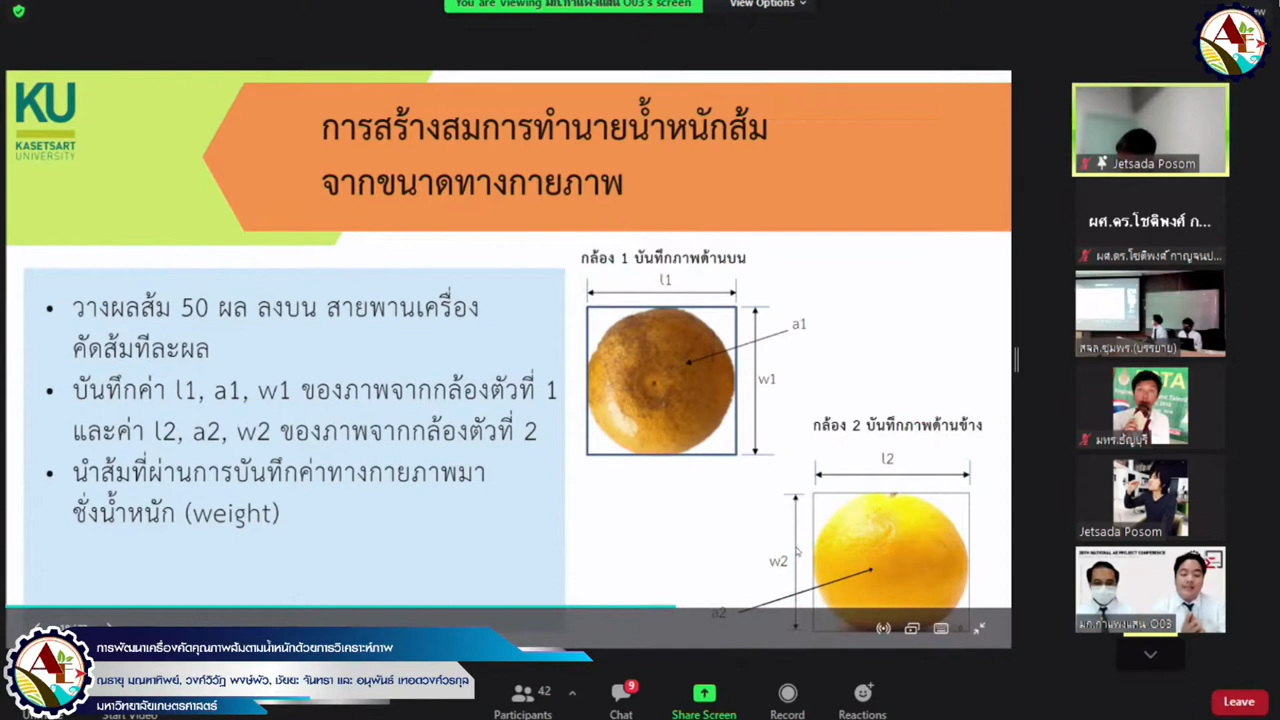 You are viewing มก.กำแพงแสน O03's screen
View Options
KU
KASETSART
UNIVERSITY
การสร้างสมการทำนายน้ำหนักส้ม
จากขนาดทางกายภาพ
• วางผลส้ม 50 ผล ลงบน สายพานเครื่อง
คัดส้มทีละผล
• บันทึกค่า l1, a1, w1 ของภาพจากกล้องตัวที่ 1
และค่า l2, a2, w2 ของภาพจากกล้องตัวที่ 2
• นำส้มที่ผ่านการบันทึกค่าทางกายภาพมา
ชั่งน้ำหนัก (weight)
กล้อง 1 บันทึกภาพด้านบน
l1
a1
w1
กล้อง 2 บันทึกภาพด้านข้าง
l2
w2
a2
Jetsada Posom
ผศ.ดร.โชติพงศ์ ก...
ผศ.ดร.โชติพงศ์ กาญจนป...
สจล.ชุมพร.(บรรยาย)
มทร.ธัญบุรี
Jetsada Posom
มก.กำแพงแสน O03
การพัฒนาเครื่องคัดคุณภาพส้มตามน้ำหนักด้วยการวิเคราะห์ภาพ
ณธายุ มณฑาทิพย์, วงศ์วิวัฏ พงษ์พัว, ชัยยะ จันทรา และ อนุพันธ์ เทอดวงศ์วรกุล
มหาวิทยาลัยเกษตรศาสตร์
Start Video
42
Participants
9
Chat
Share Screen
Record
Reactions
Leave